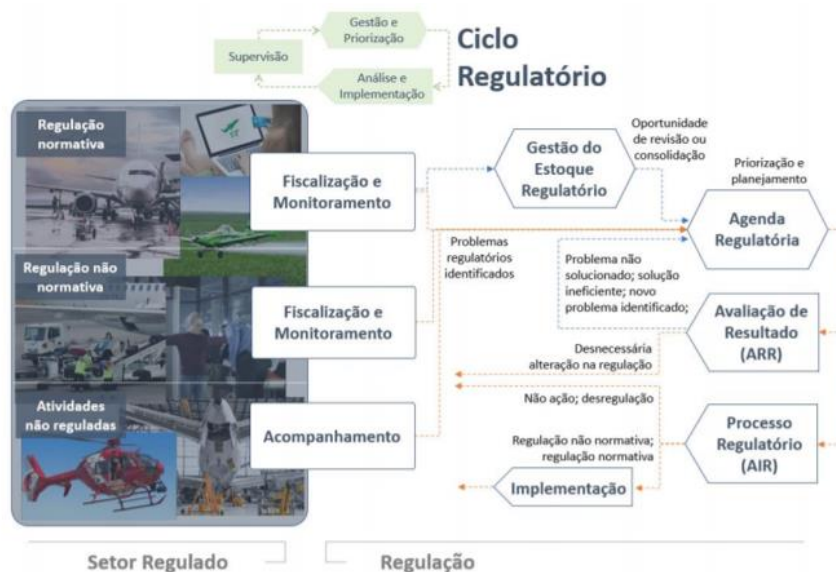 Gestão e
Priorização
Supervisão
Análise e
Implementação
Ciclo
Regulatório
Regulação
normativa
Fiscalização e
Monitoramento
Gestão do
Estoque
Regulatório
Oportunidade
de revisão ou
consolidação
Priorização e
planejamento
Agenda
Regulatória
Problemas
regulatórios
identificados
Regulação não
normativa
Fiscalização e
Monitoramento
Problema não
solucionado; solução
ineficiente; novo
problema identificado;
Avaliação de
Resultado
(ARR)
Desnecessária
alteração na regulação
Atividades
não reguladas
Acompanhamento
Não ação; desregulação
Regulação não normativa;
regulação normativa
Processo
Regulatório
(AIR)
Implementação
Setor Regulado
Regulação